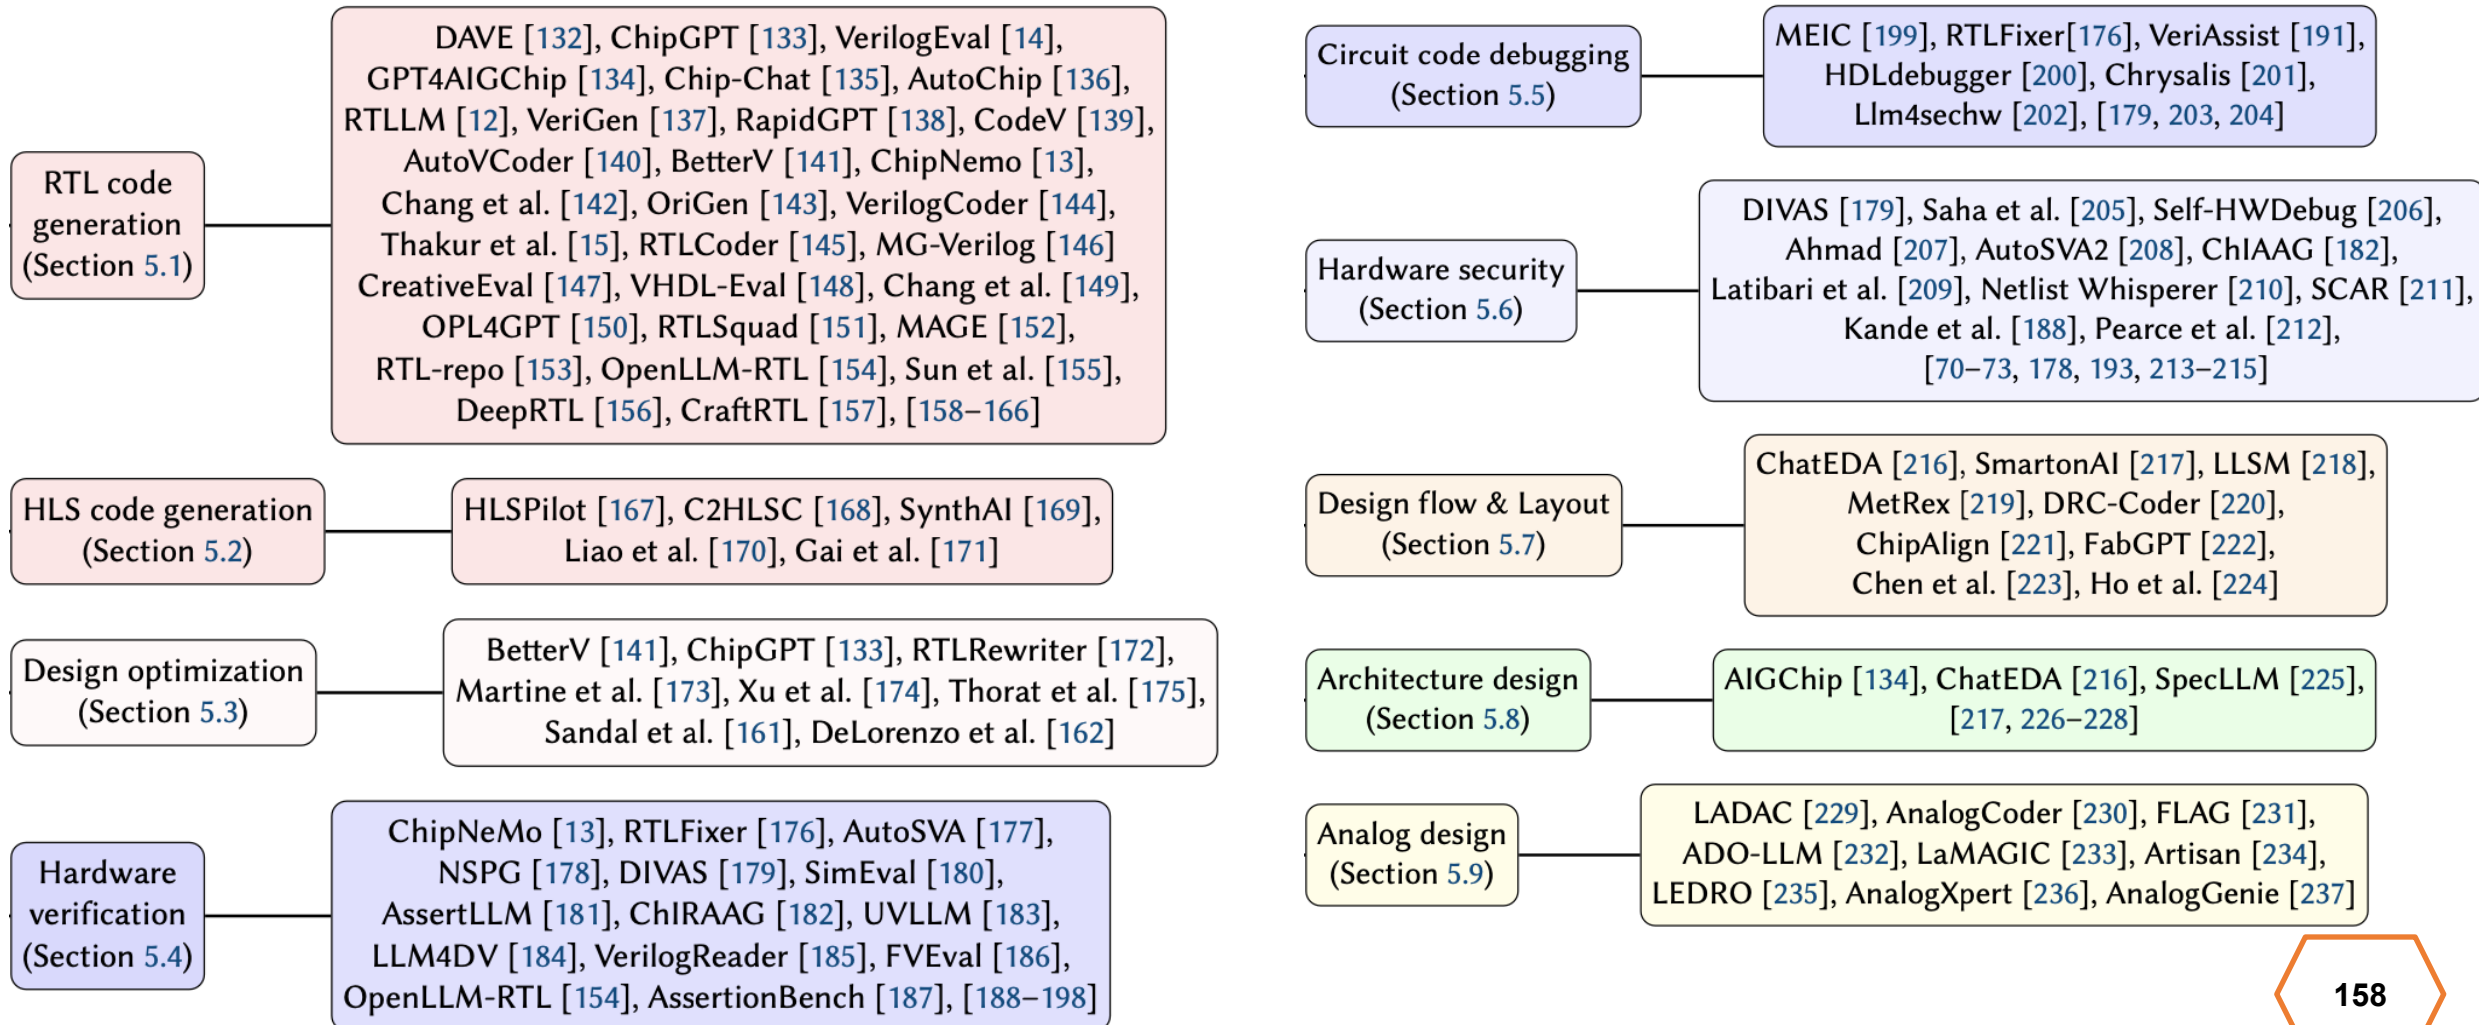 RTL code
generation
(Section 5.1)
DAVE [132], ChipGPT [133], VerilogEval [14],
GPT4AIGChip [134], Chip-Chat [135], AutoChip [136],
RTLLM [12], VeriGen [137], RapidGPT [138], CodeV [139],
AutoVCoder [140], BetterV [141], ChipNemo [13],
Chang et al. [142], OriGen [143], VerilogCoder [144],
Thakur et al. [15], RTLCoder [145], MG-Verilog [146]
CreativeEval [147], VHDL-Eval [148], Chang et al. [149],
OPL4GPT [150], RTLSquad [151], MAGE [152],
RTL-repo [153], OpenLLM-RTL [154], Sun et al. [155],
DeepRTL [156], CraftRTL [157], [158–166]
HLS code generation
(Section 5.2)
HLSPilot [167], C2HLSC [168], SynthAI [169],
Liao et al. [170], Gai et al. [171]
Design optimization
(Section 5.3)
BetterV [141], ChipGPT [133], RTLRewriter [172],
Martine et al. [173], Xu et al. [174], Thorat et al. [175],
Sandal et al. [161], DeLorenzo et al. [162]
Hardware
verification
(Section 5.4)
ChipNeMo [13], RTLFixer [176], AutoSVA [177],
NSPG [178], DIVAS [179], SimEval [180],
AssertLLM [181], ChIRAAG [182], UVLLM [183],
LLM4DV [184], VerilogReader [185], FVEval [186],
OpenLLM-RTL [154], AssertionBench [187], [188–198]
Circuit code debugging
(Section 5.5)
MEIC [199], RTLFixer[176], VeriAssist [191],
HDLdebugger [200], Chrysalis [201],
Llm4sechw [202], [179, 203, 204]
Hardware security
(Section 5.6)
DIVAS [179], Saha et al. [205], Self-HWDebug [206],
Ahmad [207], AutoSVA2 [208], ChIAAG [182],
Latibari et al. [209], Netlist Whisperer [210], SCAR [211],
Kande et al. [188], Pearce et al. [212],
[70–73, 178, 193, 213–215]
Design flow & Layout
(Section 5.7)
ChatEDA [216], SmartonAI [217], LLSM [218],
MetRex [219], DRC-Coder [220],
ChipAlign [221], FabGPT [222],
Chen et al. [223], Ho et al. [224]
Architecture design
(Section 5.8)
AIGChip [134], ChatEDA [216], SpecLLM [225],
[217, 226–228]
Analog design
(Section 5.9)
LADAC [229], AnalogCoder [230], FLAG [231],
ADO-LLM [232], LaMAGIC [233], Artisan [234],
LEDRO [235], AnalogXpert [236], AnalogGenie [237]
158